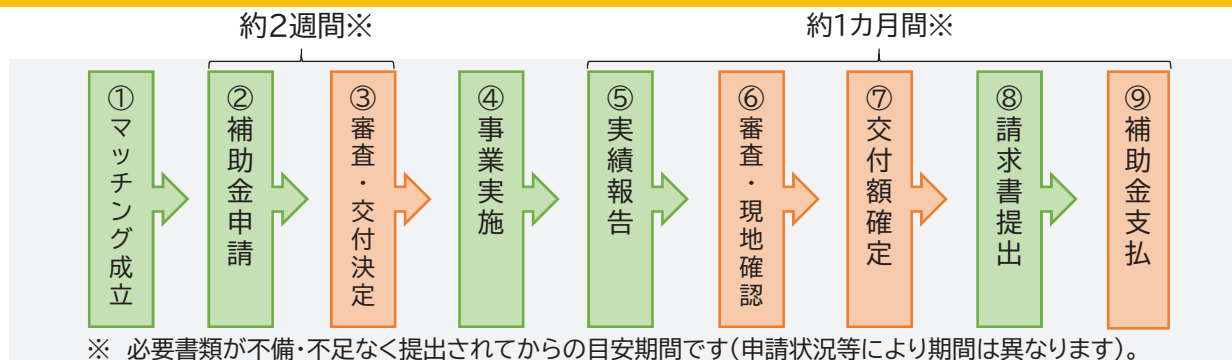 約2週間※
約1カ月間※
①マッチング成立
②補助金申請
③審査・交付決定
④事業実施
⑤実績報告
⑥審査・現地確認
⑦交付額確定
⑧請求書提出
⑨補助金支払
※ 必要書類が不備・不足なく提出されてからの目安期間です(申請状況等により期間は異なります)。